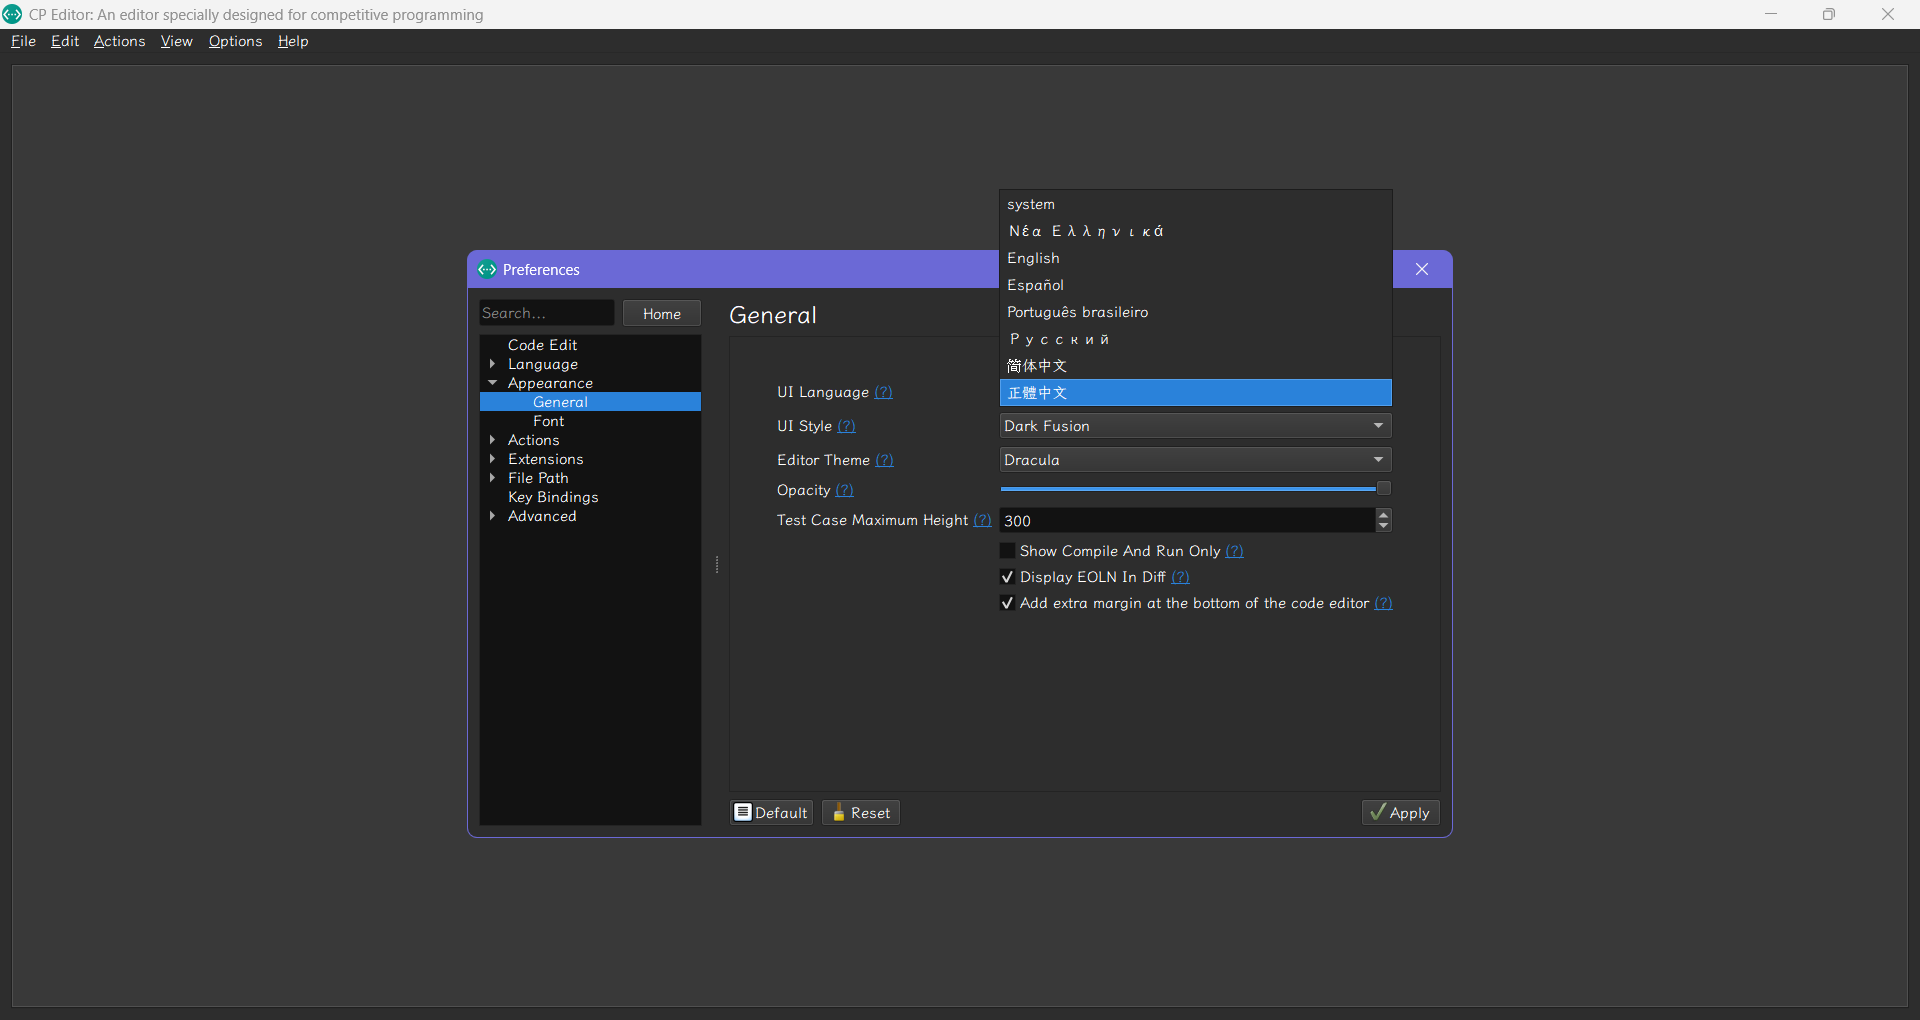 CP Editor: An editor specially designed for competitive programming
File Edit Actions View Options Help
Preferences
Search...
Home
Code Edit
Language
Appearance
General
Font
Actions
Extensions
File Path
Key Bindings
Advanced
General
system
Νέα Ελληνικά
English
Español
Português brasileiro
Русский
简体中文
正體中文
UI Language (?)
UI Style (?) Dark Fusion
Editor Theme (?) Dracula
Opacity (?)
Test Case Maximum Height (?) 300
Show Compile And Run Only (?)
Display EOLN In Diff (?)
Add extra margin at the bottom of the code editor (?)
Default
Reset
Apply